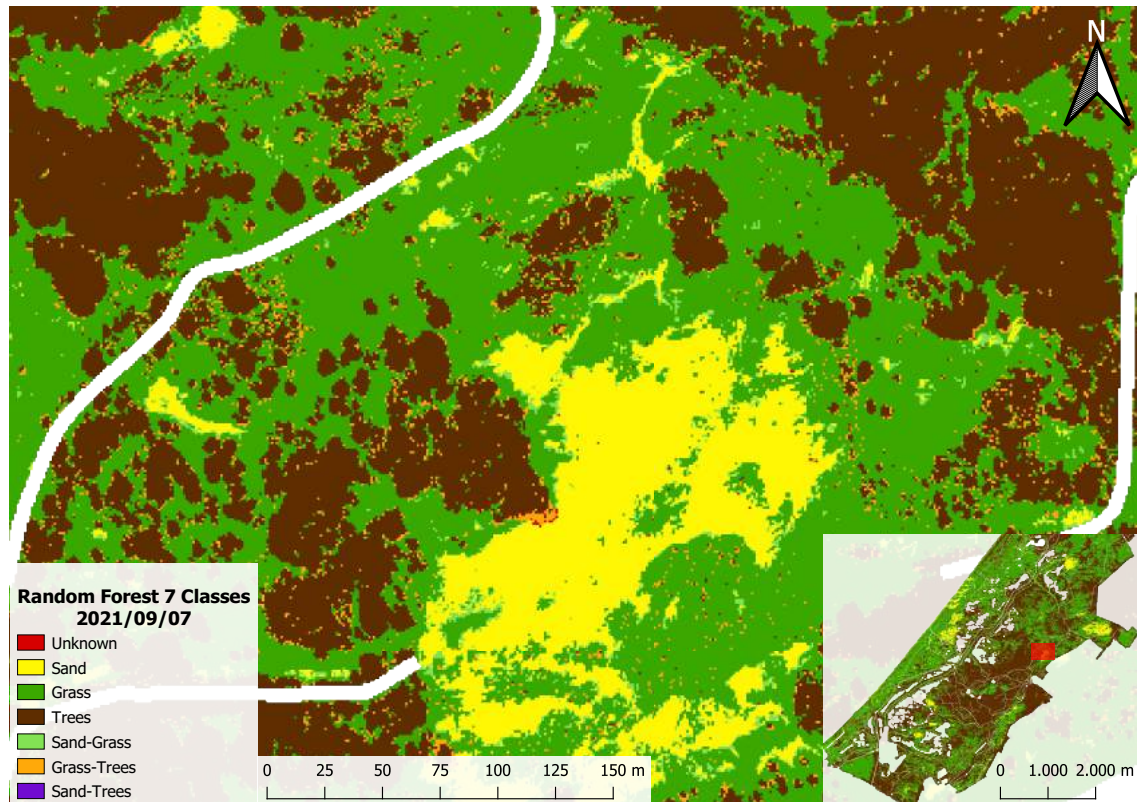 N
Random Forest 7 Classes
2021/09/07
Unknown
Sand
Grass
Trees
Sand-Grass
Grass-Trees
Sand-Trees
0 25 50 75 100 125 150 m
0 1.000 2.000 m